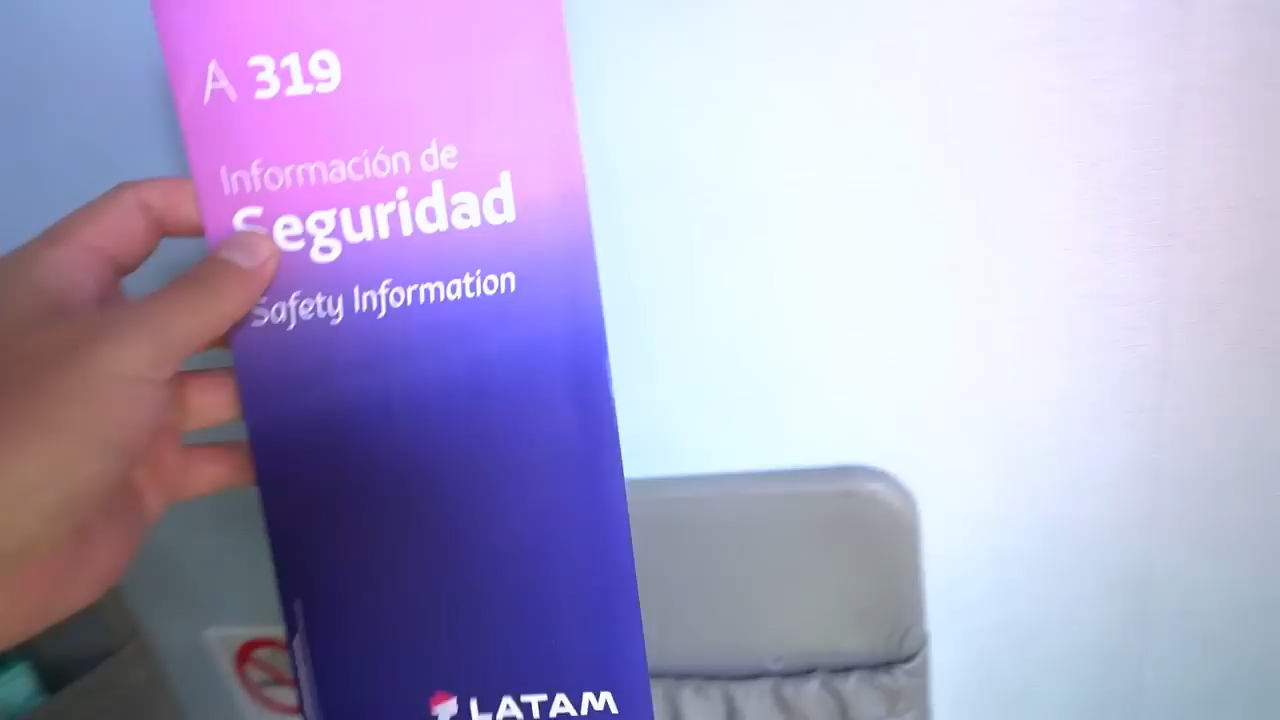 A 319
Información de
Seguridad
Safety Information
LATAM